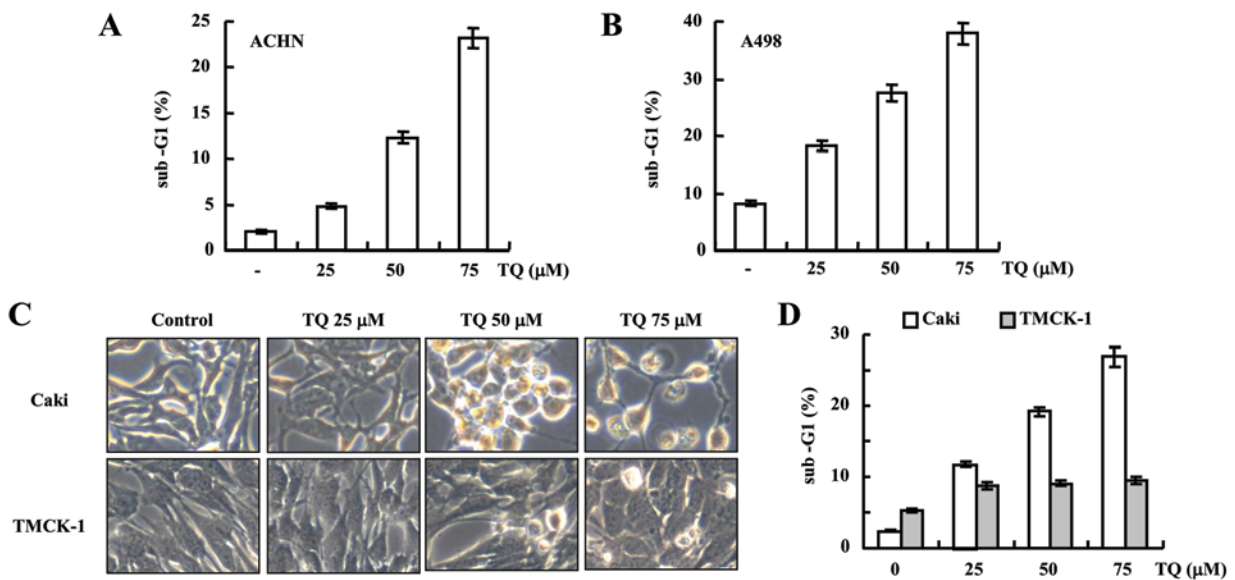 A
ACHN
sub -G1 (%)
25
20
15
10
5
0
- 25 50 75 TQ (μM)
B
A498
sub -G1 (%)
40
30
20
10
0
- 25 50 75 TQ (μM)
C
Control TQ 25 μM TQ 50 μM TQ 75 μM
Caki
TMCK-1
D
Caki TMCK-1
sub -G1 (%)
30
20
10
0
0 25 50 75 TQ (μM)